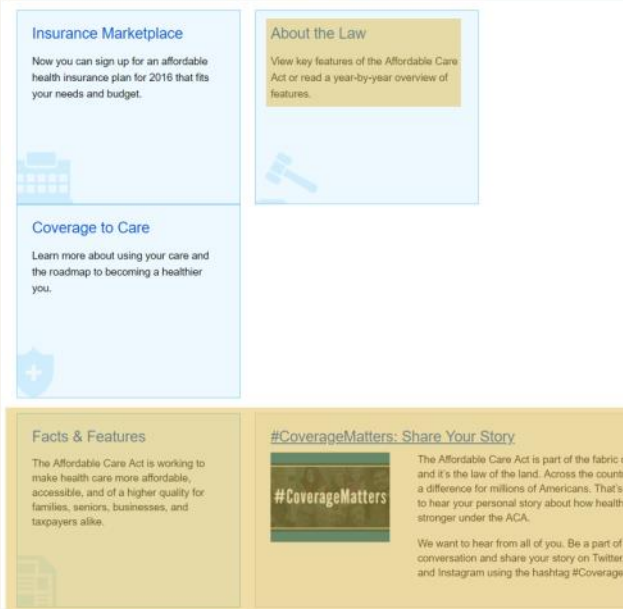 Insurance Marketplace
Now you can sign up for an affordable
health insurance plan for 2016 that fits
your needs and budget.
About the Law
View key features of the Affordable Care
Act or read a year-by-year overview of
features.
Coverage to Care
Learn more about using your care and
the roadmap to becoming a healthier
you.
Facts & Features
The Affordable Care Act is working to
make health care more affordable,
accessible, and of a higher quality for
families, seniors, businesses, and
taxpayers alike.
#CoverageMatters: Share Your Story
#CoverageMatters
The Affordable Care Act is part of the fabric
and it's the law of the land. Across the
a difference for millions of Americans. That's
to hear your personal story about how health
stronger under the ACA.
We want to hear from all of you. Be a part of
conversation and share your story on Twitter
and Instagram using the hashtag #Coverage